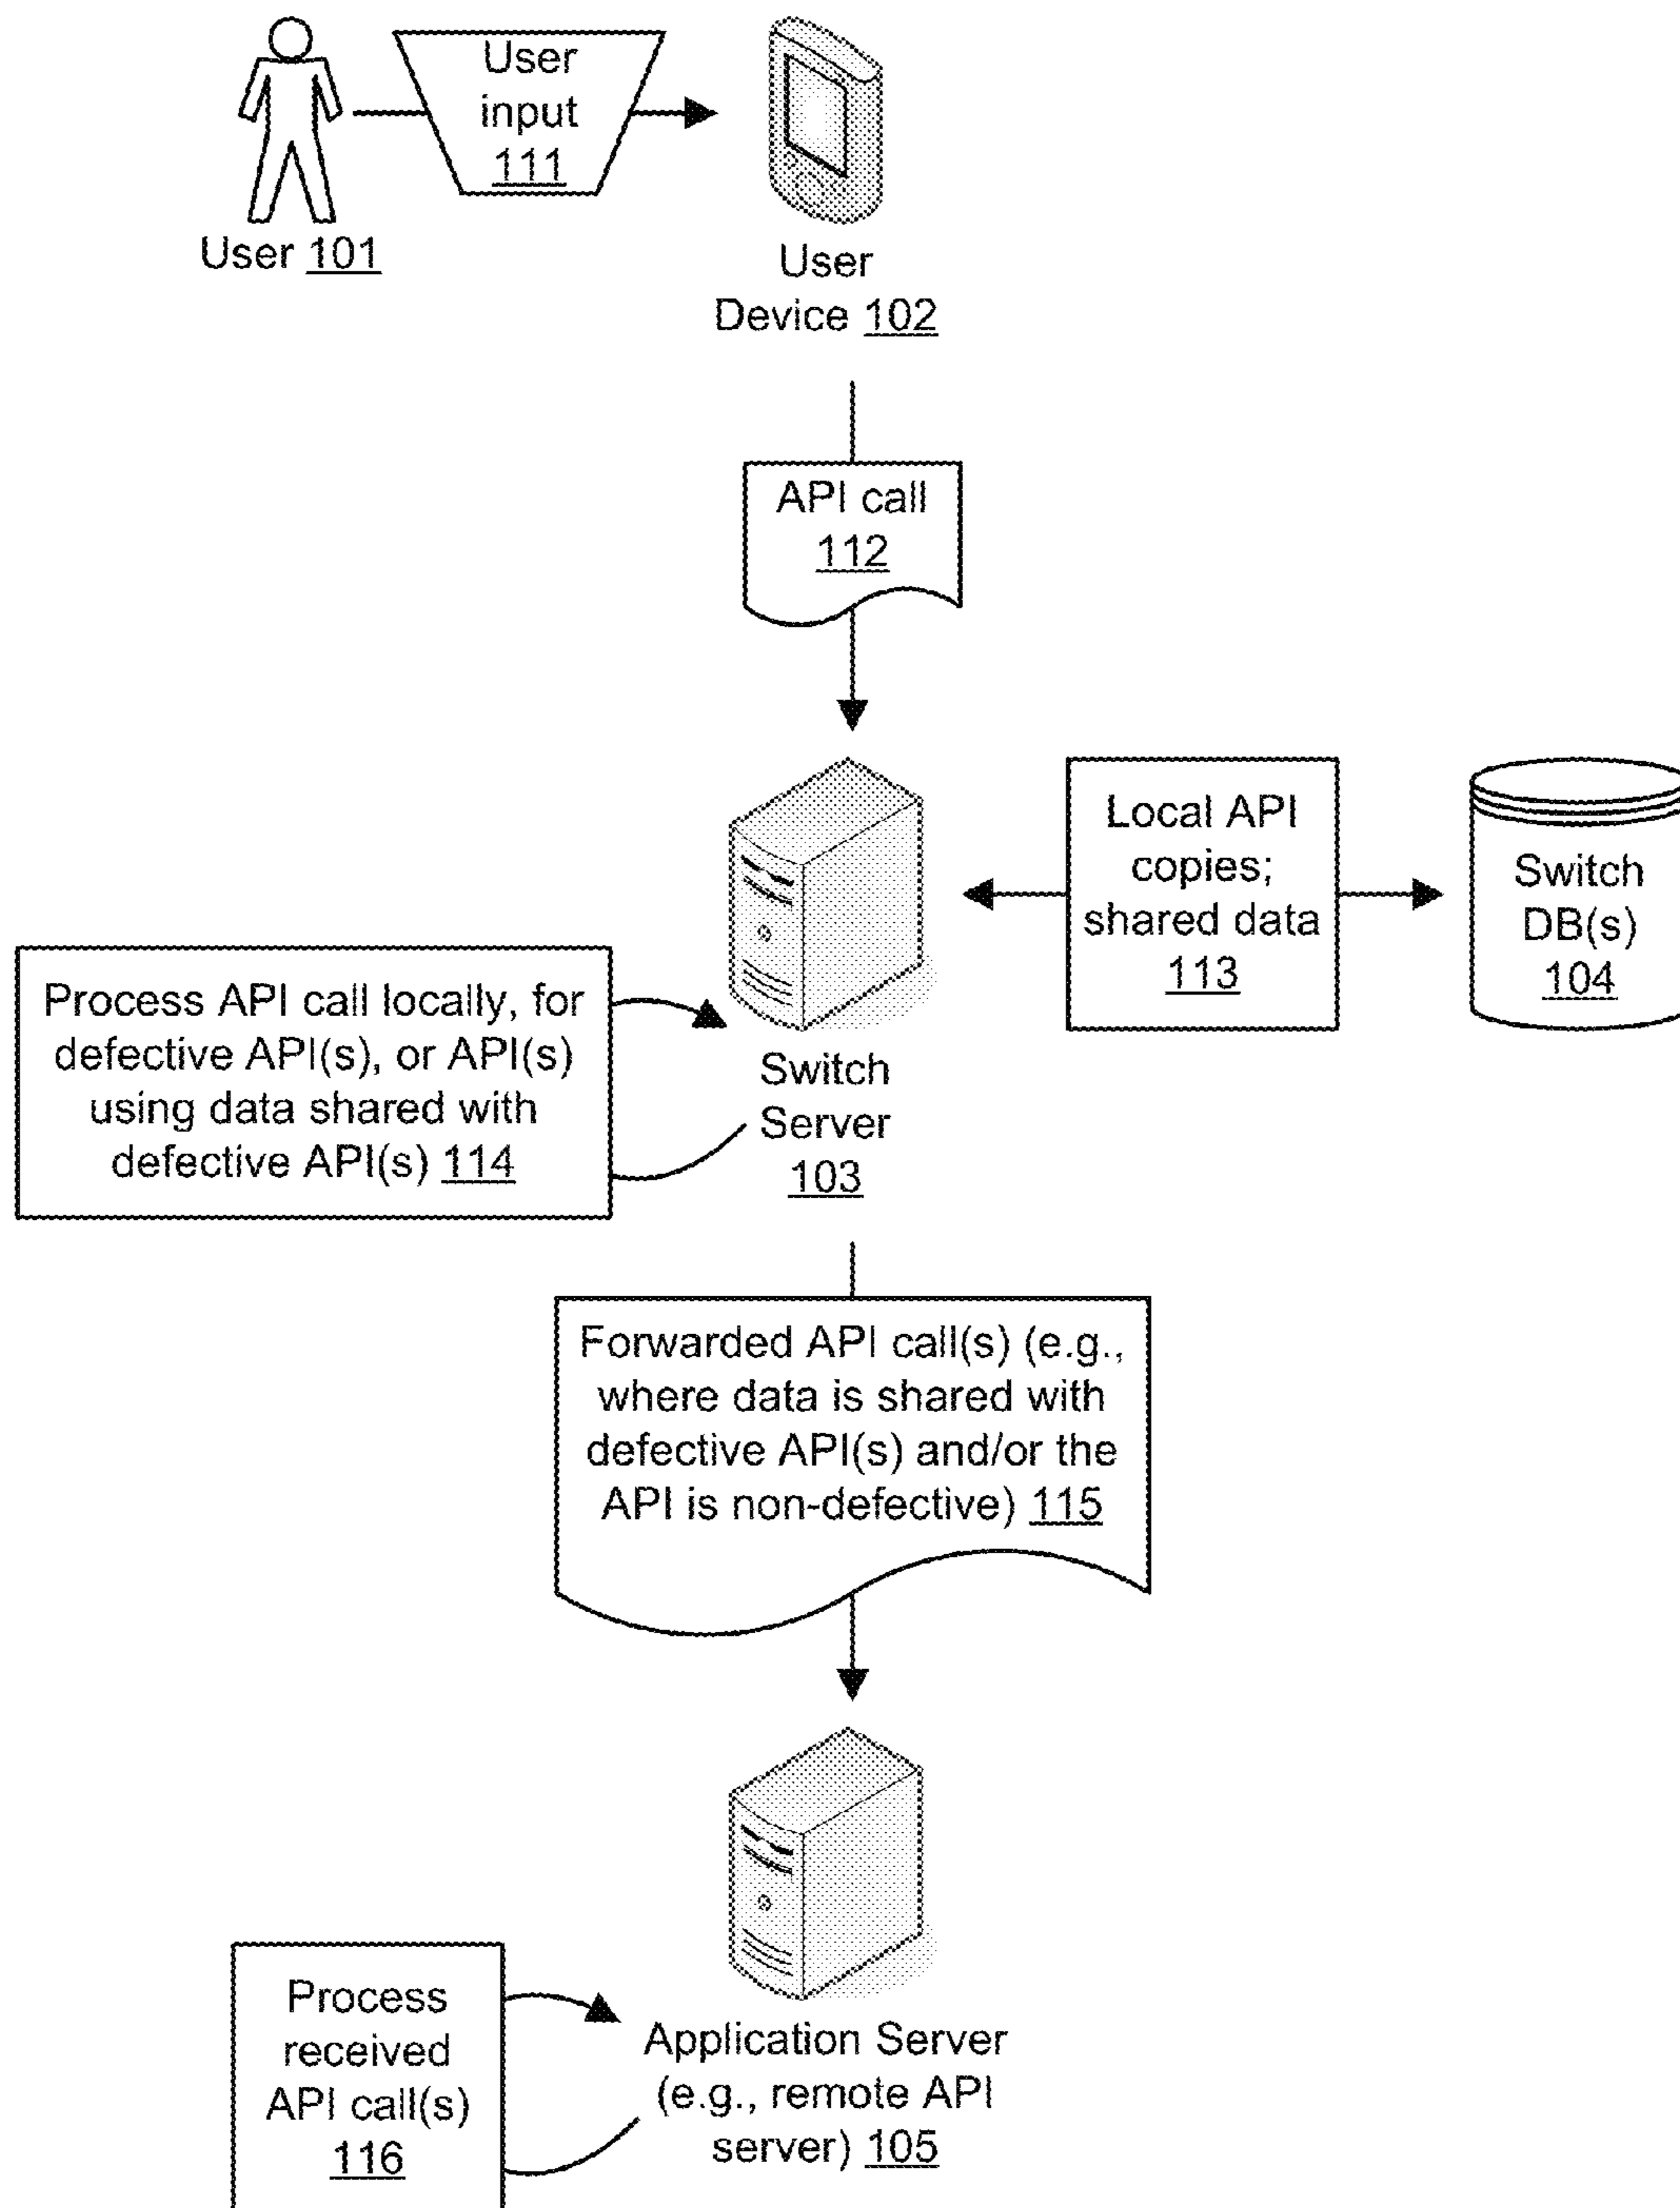 User
input
111
User 101
User
Device 102
API call
112
Local API
copies;
shared data
113
Switch
DB(s)
104
Process API call locally, for
defective API(s), or API(s)
using data shared with
defective API(s) 114
Switch
Server
103
Forwarded API call(s) (e.g.,
where data is shared with
defective API(s) and/or the
API is non-defective) 115
Process
received
API call(s)
116
Application Server
(e.g., remote API
server) 105